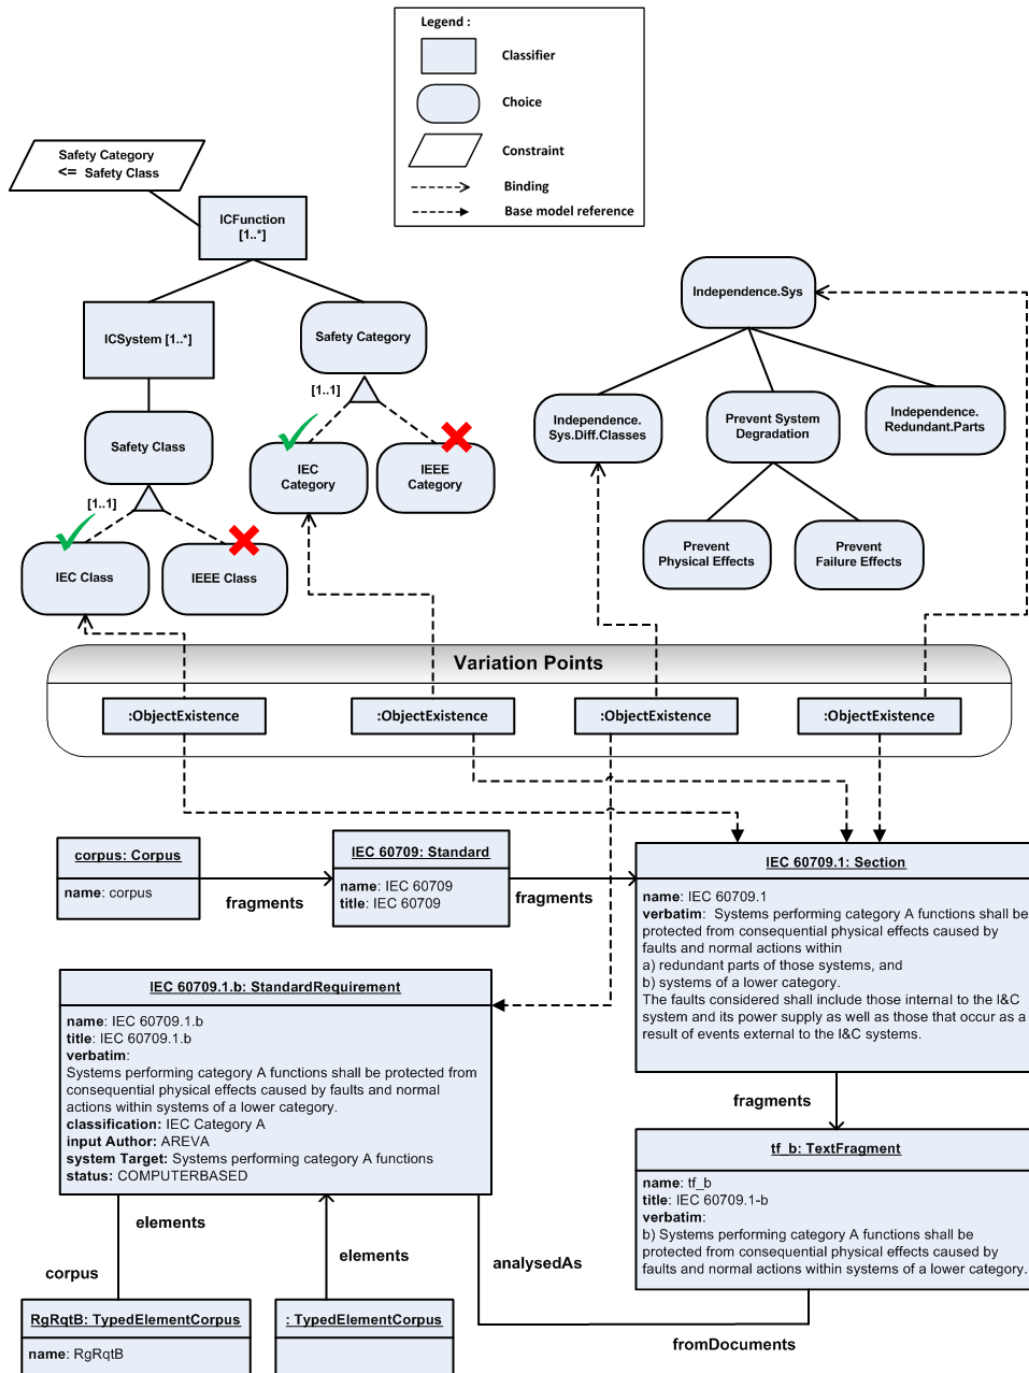 Legend :
Classifier
Choice
Constraint
Binding
Base model reference
Safety Category
<= Safety Class
ICFunction
[1..*]
ICSystem [1..*]
Safety Category
[1..1]
Safety Class
IEC
Category
IEEE
Category
[1..1]
IEC Class
IEEE Class
Independence.Sys
Independence.
Sys.Diff.Classes
Prevent System
Degradation
Independence.
Redundant.Parts
Prevent
Physical Effects
Prevent
Failure Effects
Variation Points
:ObjectExistence
:ObjectExistence
:ObjectExistence
:ObjectExistence
corpus: Corpus
name: corpus
fragments
IEC 60709: Standard
name: IEC 60709
title: IEC 60709
fragments
IEC 60709.1: Section
name: IEC 60709.1
verbatim: Systems performing category A functions shall be
protected from consequential physical effects caused by
faults and normal actions within
a) redundant parts of those systems, and
b) systems of a lower category.
The faults considered shall include those internal to the I&C
system and its power supply as well as those that occur as a
result of events external to the I&C systems.
IEC 60709.1.b: StandardRequirement
name: IEC 60709.1.b
title: IEC 60709.1.b
verbatim:
Systems performing category A functions shall be protected from
consequential physical effects caused by faults and normal
actions within systems of a lower category.
classification: IEC Category A
input Author: AREVA
system Target: Systems performing category A functions
status: COMPUTERBASED
fragments
tf_b: TextFragment
name: tf_b
title: IEC 60709.1-b
verbatim:
b) Systems performing category A functions shall be
protected from consequential physical effects caused by
faults and normal actions within systems of a lower category.
elements
elements
corpus
analysedAs
fromDocuments
RgRqtB: TypedElementCorpus
name: RgRqtB
: TypedElementCorpus